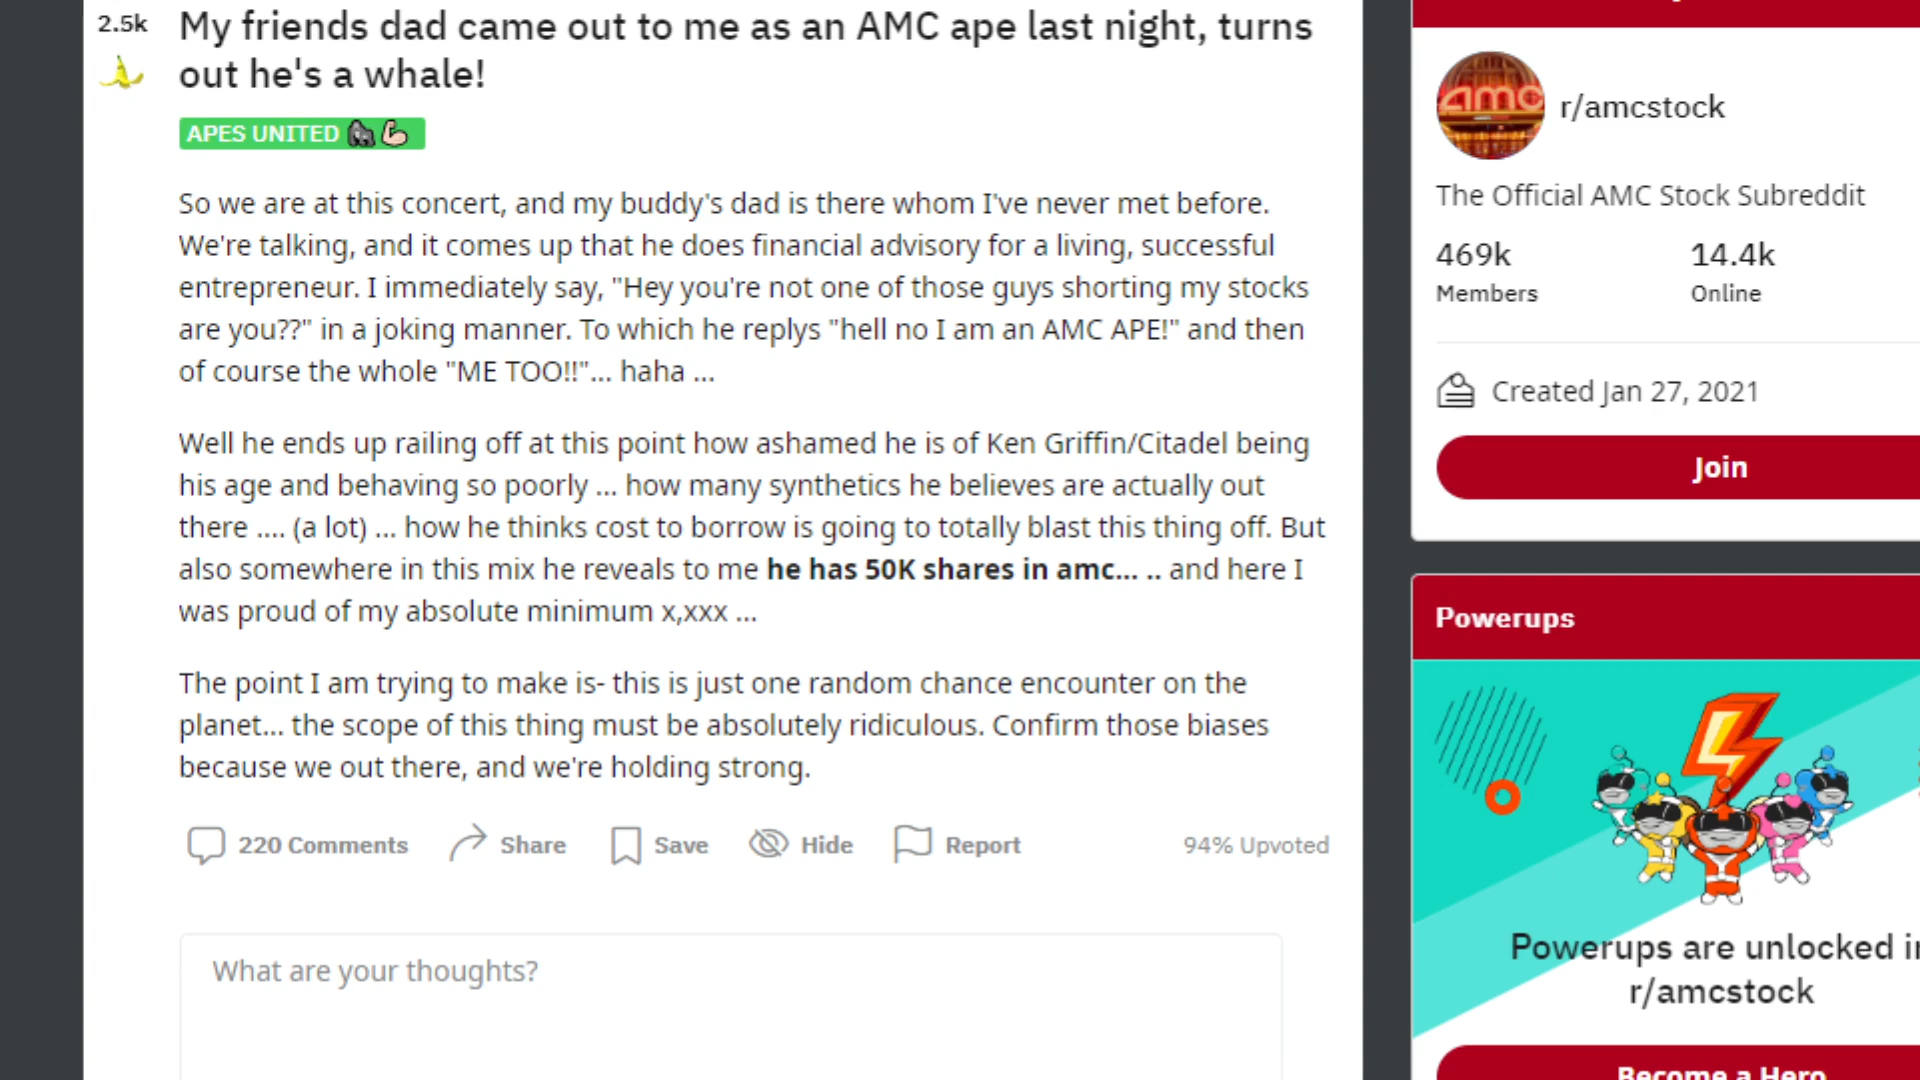 2.5k
My friends dad came out to me as an AMC ape last night, turns
out he's a whale!
APES UNITED
So we are at this concert, and my buddy's dad is there whom I've never met before.
We're talking, and it comes up that he does financial advisory for a living, successful
entrepreneur. I immediately say, "Hey you're not one of those guys shorting my stocks
are you??" in a joking manner. To which he replys "hell no I am an AMC APE!" and then
of course the whole "ME TOO!!"... haha ...
Well he ends up railing off at this point how ashamed he is of Ken Griffin/Citadel being
his age and behaving so poorly ... how many synthetics he believes are actually out
there .... (a lot) ... how he thinks cost to borrow is going to totally blast this thing off. But
also somewhere in this mix he reveals to me he has 50K shares in amc... .. and here I
was proud of my absolute minimum x,xxx ...
The point I am trying to make is- this is just one random chance encounter on the
planet... the scope of this thing must be absolutely ridiculous. Confirm those biases
because we out there, and we're holding strong.
220 Comments Share Save Hide Report 94% Upvoted
What are your thoughts?
amc
r/amcstock
The Official AMC Stock Subreddit
469k 14.4k
Members Online
Created Jan 27, 2021
Join
Powerups
Powerups are unlocked in
r/amcstock
Become a Hero